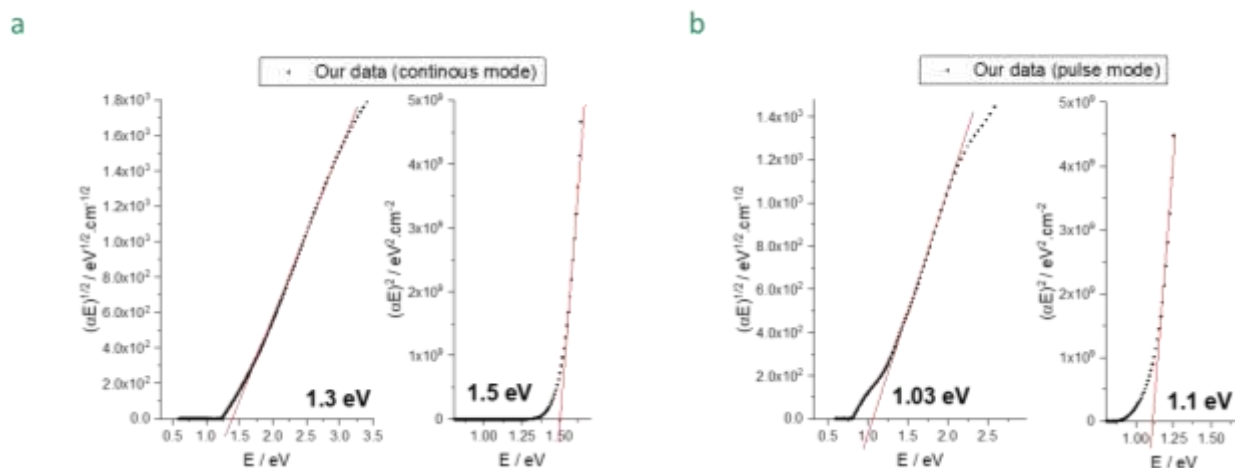 a
b
Our data (continous mode)
Our data (pulse mode)
(αE)^1/2 / eV^1/2.cm^-1/2
1.8x10³
1.6x10³
1.4x10³
1.2x10³
1.0x10³
8.0x10²
6.0x10²
4.0x10²
2.0x10²
0.0
0.5 1.0 1.5 2.0 2.5 3.0 3.5
E / eV
1.3 eV
(αE)² / eV².cm⁻²
5x10⁹
4x10⁹
3x10⁹
2x10⁹
1x10⁹
0
1.00 1.25 1.50
E / eV
1.5 eV
(αE)^1/2 / eV^1/2.cm^-1/2
1.4x10³
1.2x10³
1.0x10³
8.0x10²
6.0x10²
4.0x10²
2.0x10²
0.0
0.5 1.0 1.5 2.0 2.5
E / eV
1.03 eV
(αE)² / eV².cm⁻²
5x10⁹
4x10⁹
3x10⁹
2x10⁹
1x10⁹
0
1.00 1.25 1.50
E / eV
1.1 eV